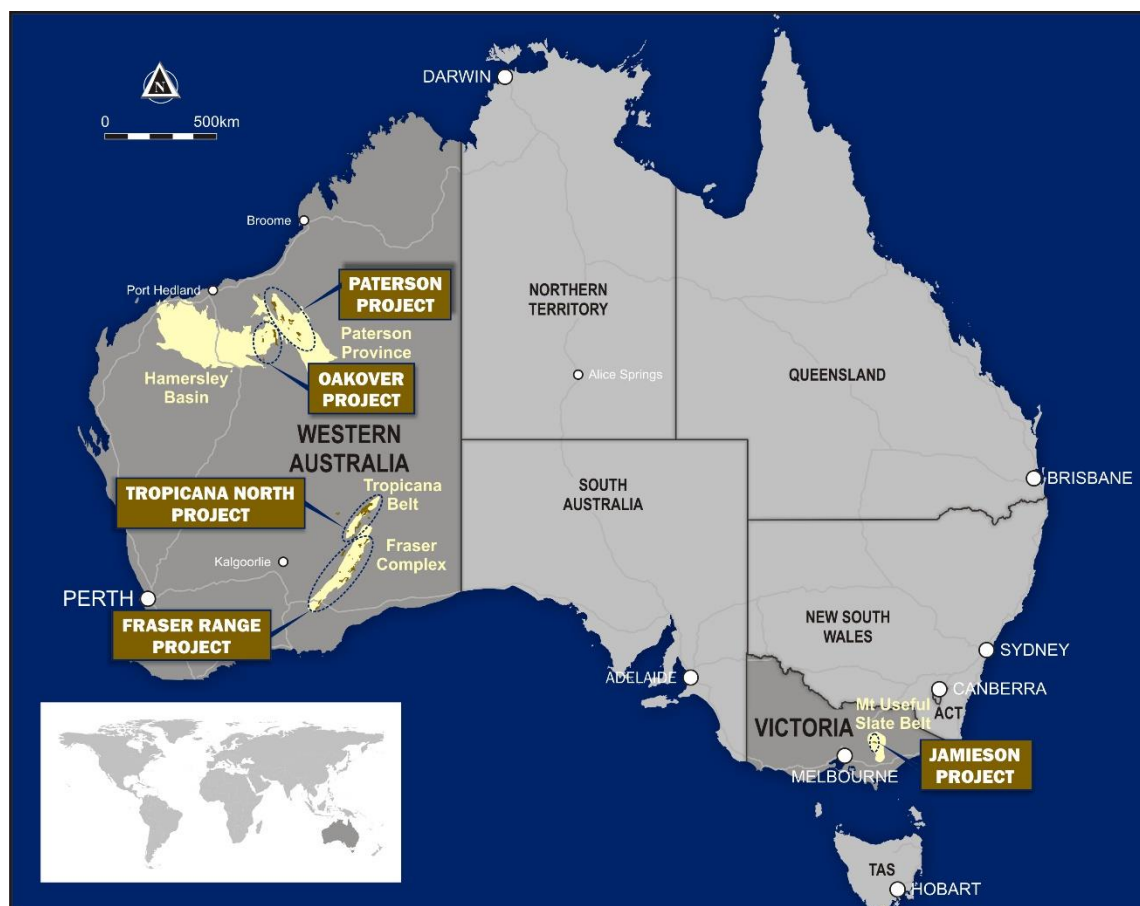 DARWIN
N
0 500km
Broome
Port Hedland
PATERSON
PROJECT
NORTHERN
TERRITORY
Paterson
Province
Alice Springs
QUEENSLAND
Hamersley
Basin
OAKOVER
PROJECT
WESTERN
AUSTRALIA
TROPICANA NORTH
PROJECT
Tropicana
Belt
SOUTH
AUSTRALIA
BRISBANE
Kalgoorlie
Fraser
Complex
PERTH
FRASER RANGE
PROJECT
NEW SOUTH
WALES
SYDNEY
ADELAIDE
CANBERRA
ACT
Mt Useful
Slate Belt
VICTORIA
MELBOURNE
JAMIESON
PROJECT
TAS
HOBART